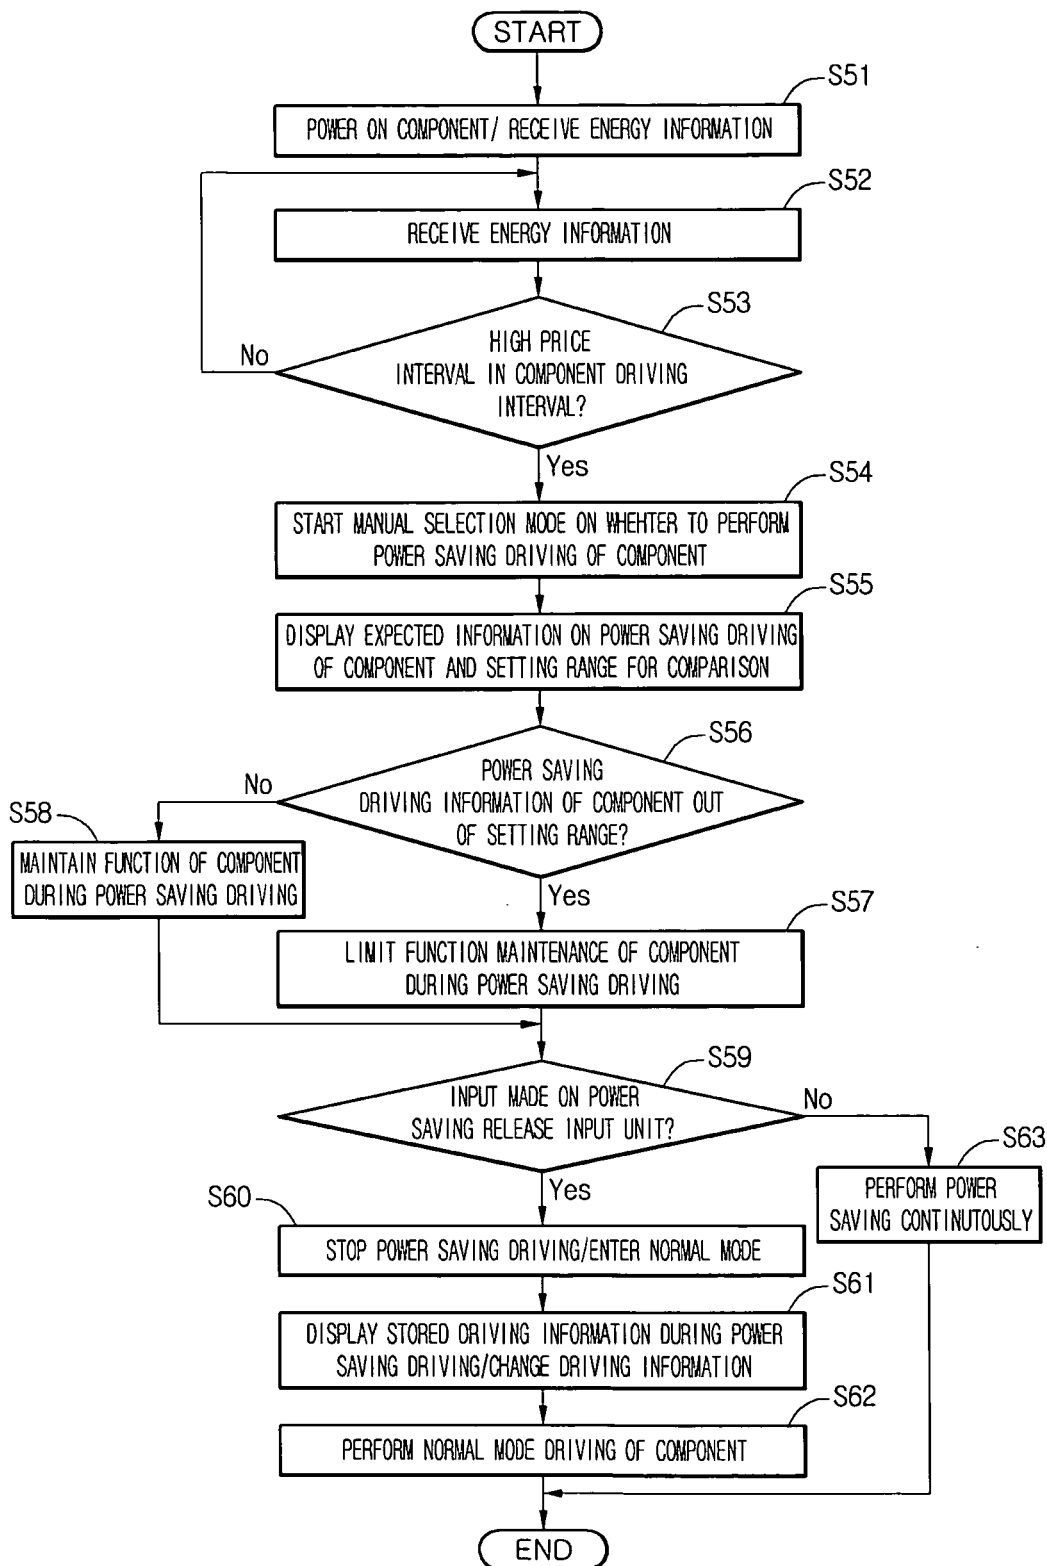 START
S51
POWER ON COMPONENT/ RECEIVE ENERGY INFORMATION
S52
RECEIVE ENERGY INFORMATION
S53
HIGH PRICE
INTERVAL IN COMPONENT DRIVING
INTERVAL?
No
Yes
S54
START MANUAL SELECTION MODE ON WHEHTER TO PERFORM
POWER SAVING DRIVING OF COMPONENT
S55
DISPLAY EXPECTED INFORMATION ON POWER SAVING DRIVING
OF COMPONENT AND SETTING RANGE FOR COMPARISON
S56
POWER SAVING
DRIVING INFORMATION OF COMPONENT OUT
OF SETTING RANGE?
No
S58
MAINTAIN FUNCTION OF COMPONENT
DURING POWER SAVING DRIVING
Yes
S57
LIMIT FUNCTION MAINTENANCE OF COMPONENT
DURING POWER SAVING DRIVING
S59
INPUT MADE ON POWER
SAVING RELEASE INPUT UNIT?
No
S63
PERFORM POWER
SAVING CONTINUTOUSLY
Yes
S60
STOP POWER SAVING DRIVING/ENTER NORMAL MODE
S61
DISPLAY STORED DRIVING INFORMATION DURING POWER
SAVING DRIVING/CHANGE DRIVING INFORMATION
S62
PERFORM NORMAL MODE DRIVING OF COMPONENT
END